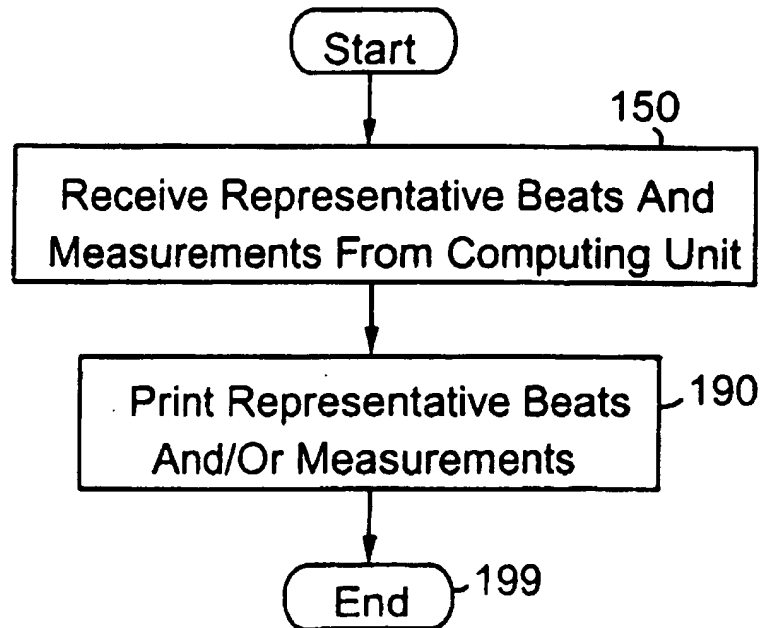 Start
150
Receive Representative Beats And
Measurements From Computing Unit
Print Representative Beats
And/Or Measurements
190
End
199